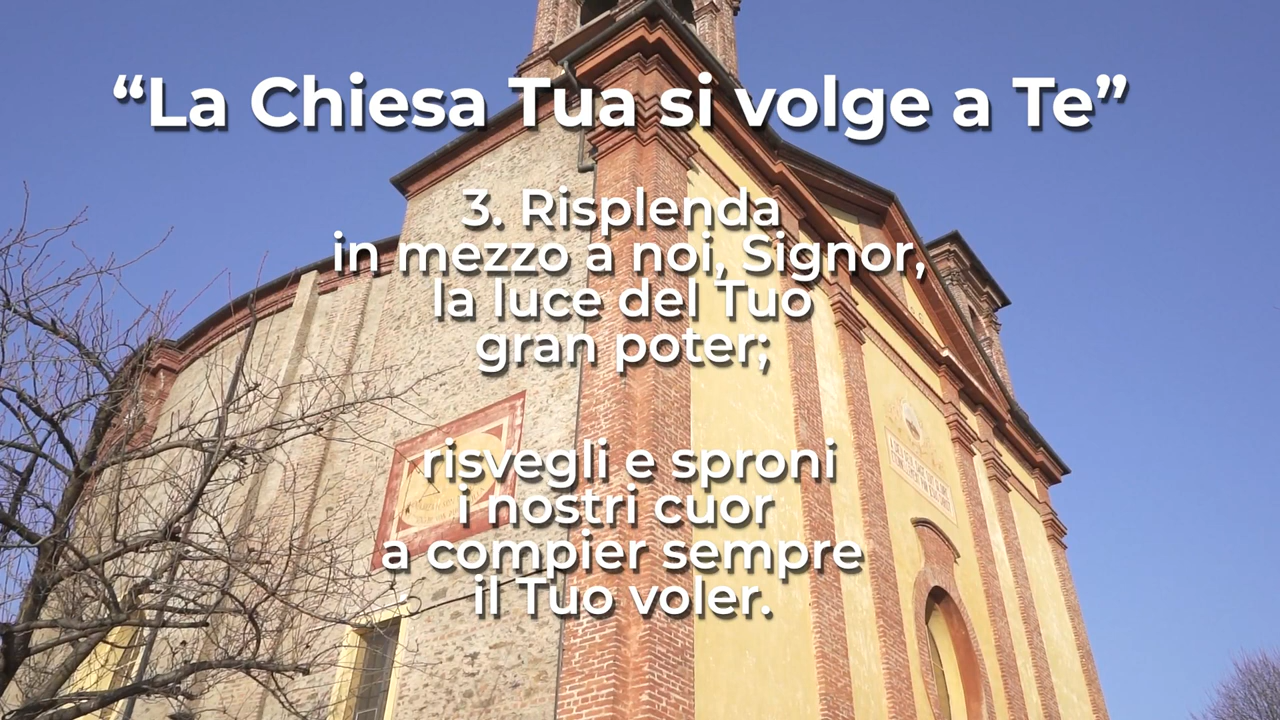 “La Chiesa Tua si volge a Te”
3. Risplenda
in mezzo a noi, Signor,
la luce del Tuo
gran poter;
risvegli e sproni
i nostri cuor
a compier sempre
il Tuo voler.